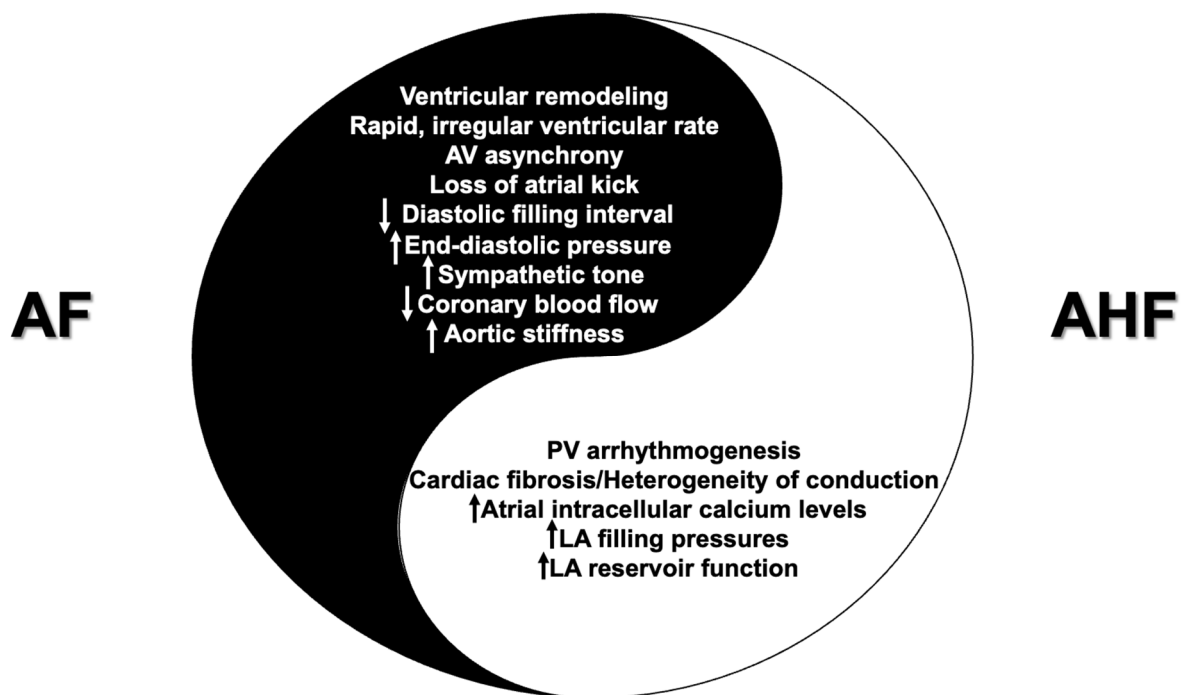 Ventricular remodeling
Rapid, irregular ventricular rate
AV asynchrony
Loss of atrial kick
↓ Diastolic filling interval
↑End-diastolic pressure
↑Sympathetic tone
↓Coronary blood flow
↑Aortic stiffness
AF
AHF
PV arrhythmogenesis
Cardiac fibrosis/Heterogeneity of conduction
↑Atrial intracellular calcium levels
↑LA filling pressures
↑LA reservoir function